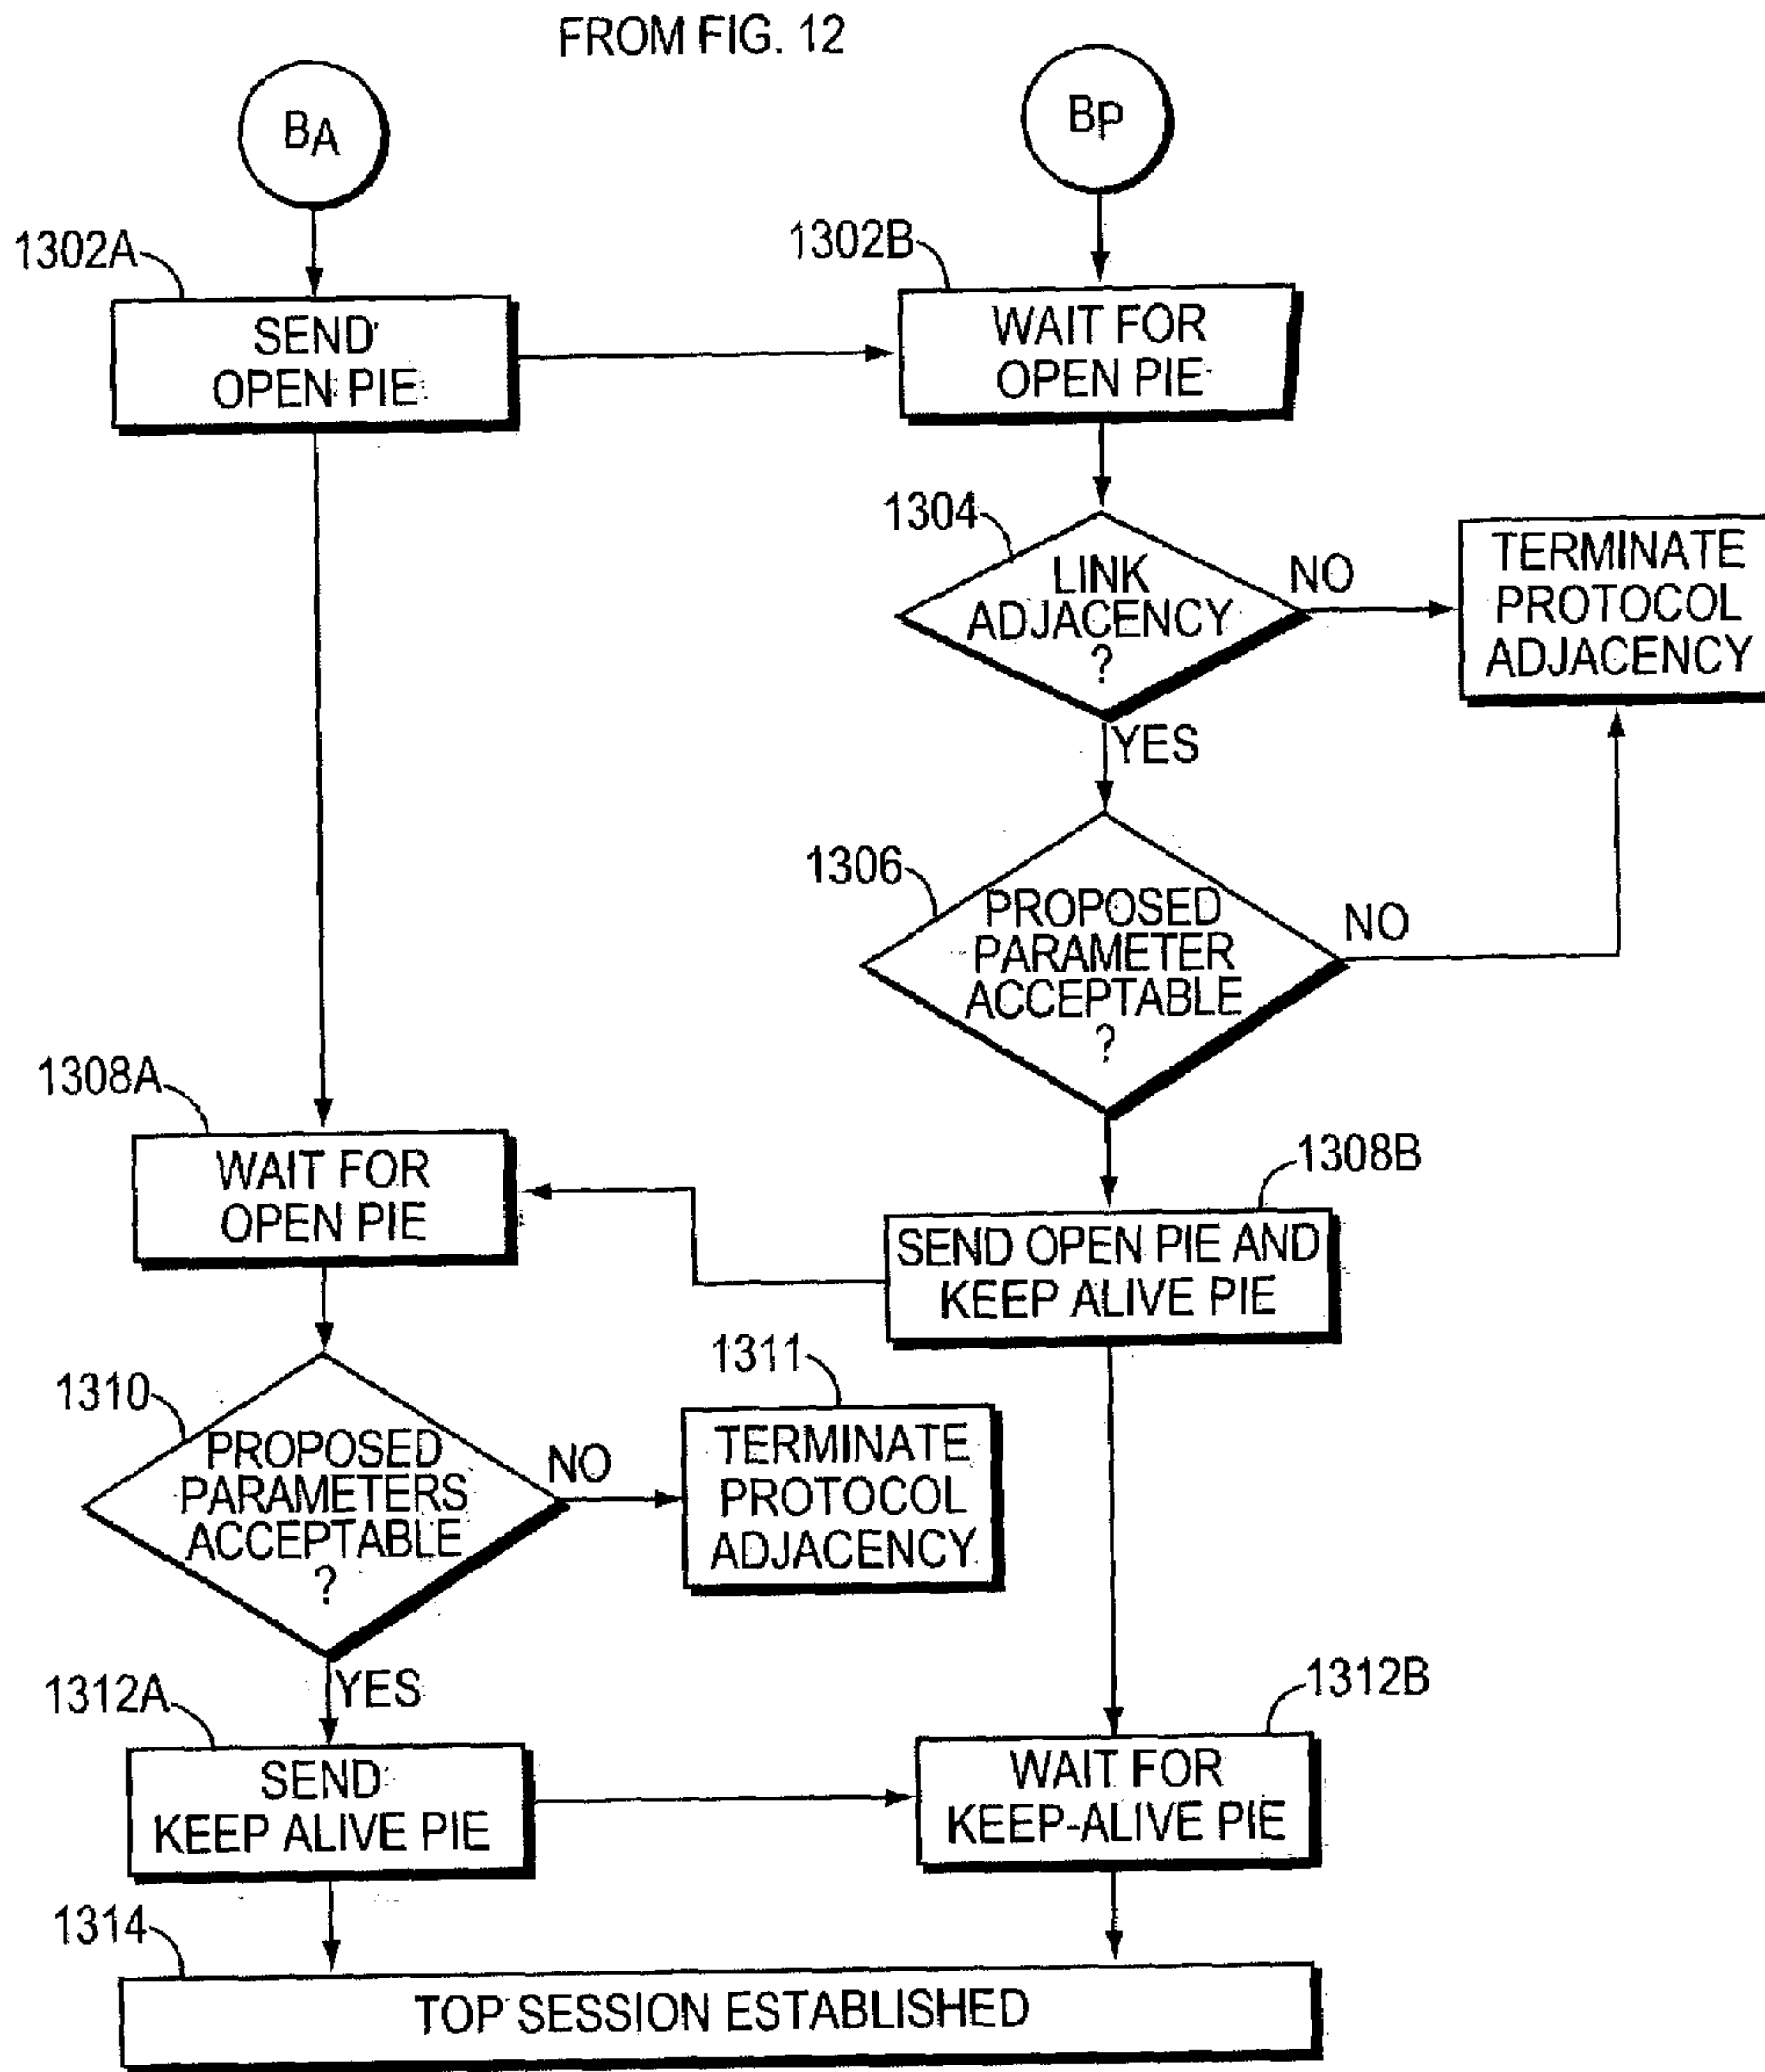 FROM FIG. 12
BA
BP
1302A
1302B
SEND
OPEN PIE
WAIT FOR
OPEN PIE
1304
LINK
ADJACENCY
?
NO
TERMINATE
PROTOCOL
ADJACENCY
YES
1306
PROPOSED
PARAMETER
ACCEPTABLE
?
NO
1308A
WAIT FOR
OPEN PIE
1308B
SEND OPEN PIE AND
KEEP ALIVE PIE
1310
PROPOSED
PARAMETERS
ACCEPTABLE
?
NO
1311
TERMINATE
PROTOCOL
ADJACENCY
YES
1312A
SEND
KEEP ALIVE PIE
1312B
WAIT FOR
KEEP-ALIVE PIE
1314
TOP SESSION ESTABLISHED